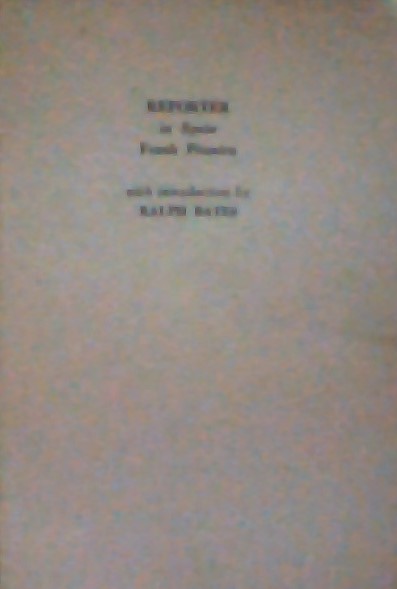 REPORTER
in Spain
Frank Pitcairn
with introduction by
RALPH BATES